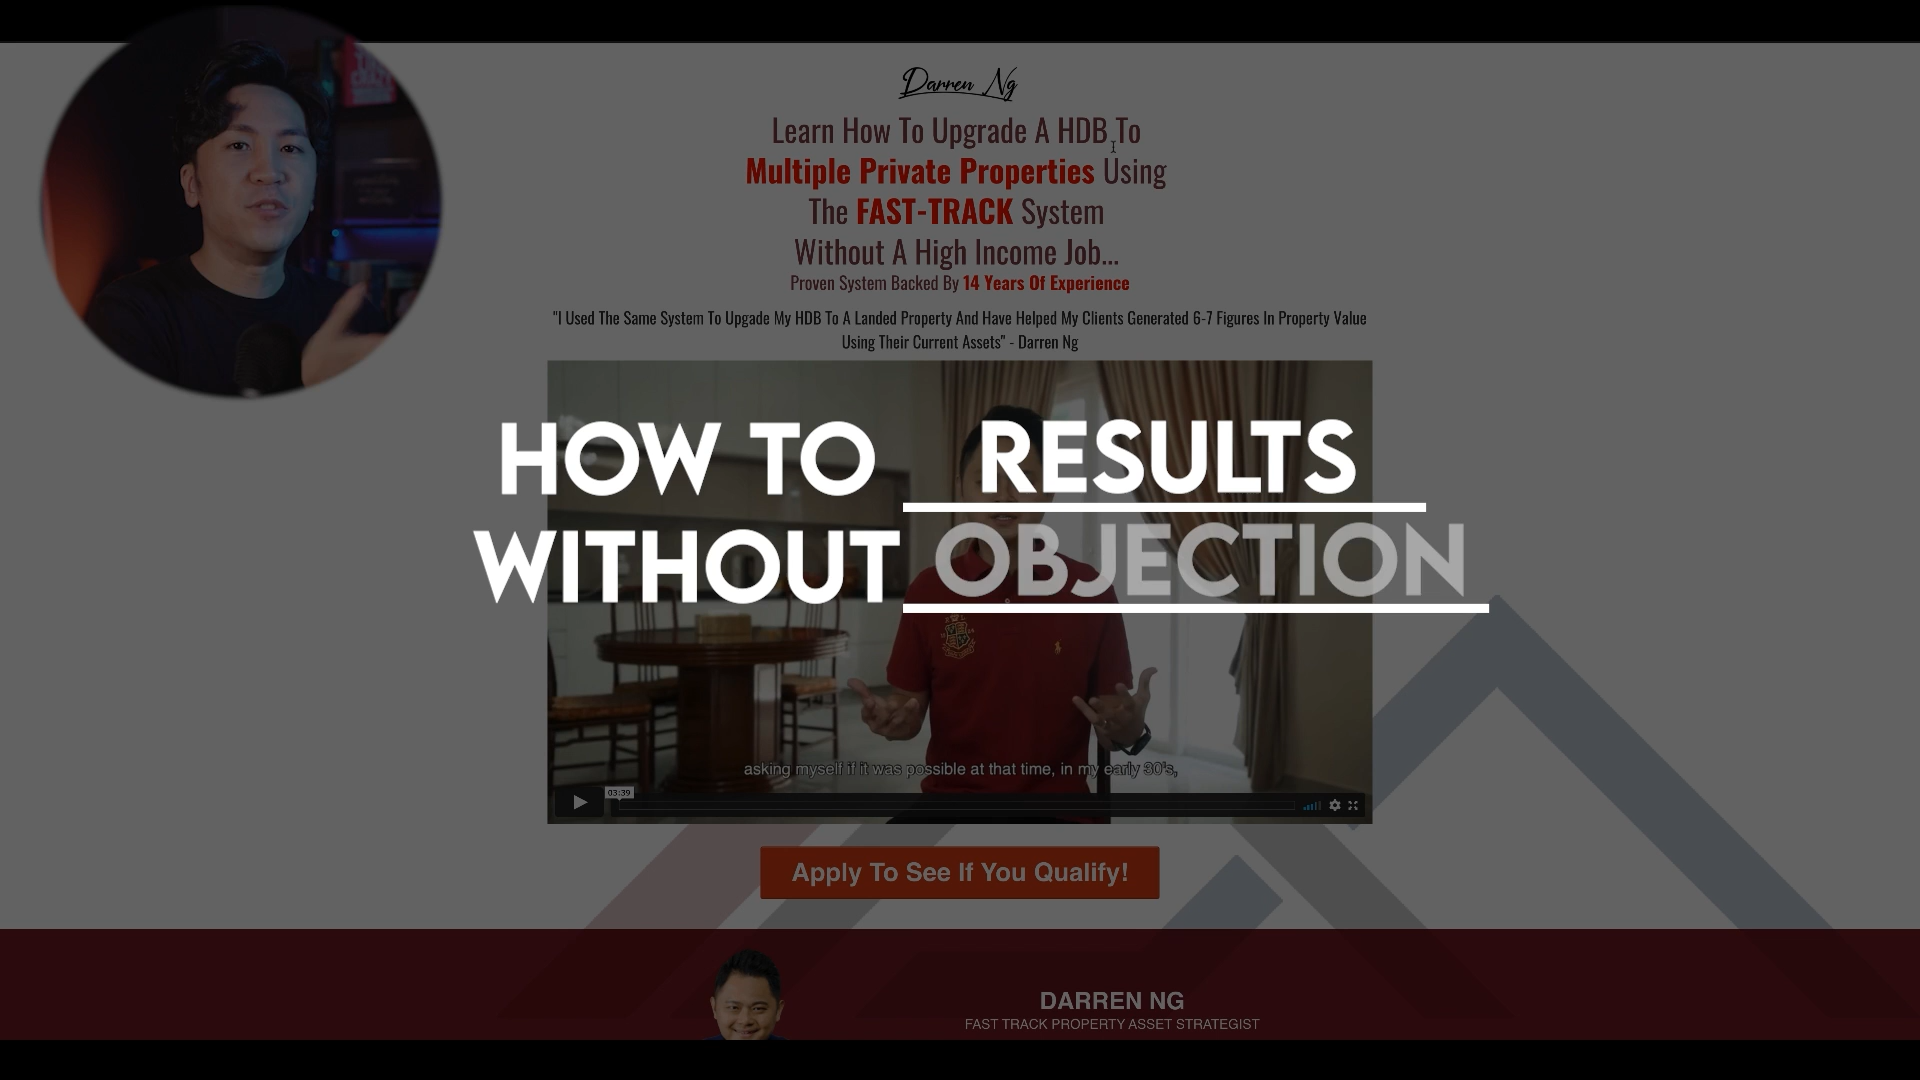 Darren Ng
Learn How To Upgrade A HDB To
Multiple Private Properties Using
The FAST-TRACK System
Without A High Income Job...
Proven System Backed By 14 Years Of Experience
"I Used The Same System To Upgade My HDB To A Landed Property And Have Helped My Clients Generated 6-7 Figures In Property Value
Using Their Current Assets" - Darren Ng
HOW TO RESULTS
WITHOUT OBJECTION
asking myself if it was possible at that time, in my early 30's,
03:39
Apply To See If You Qualify!
DARREN NG
FAST TRACK PROPERTY ASSET STRATEGIST